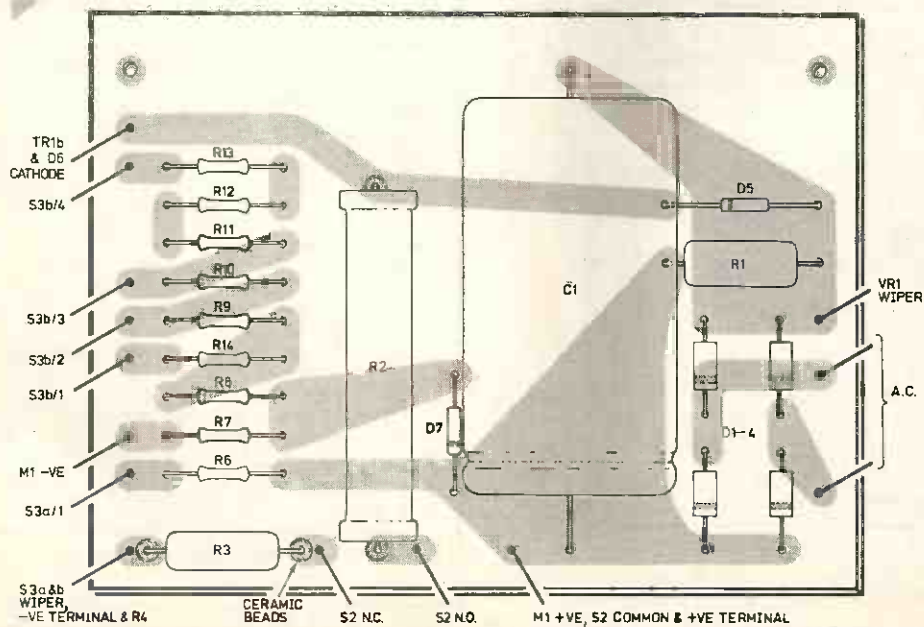 TR1b
& D6
CATHODE
S3b/4
S3b/3
S3b/2
S3b/1
M1 -VE
S3a/1
S3a&b
WIPER,
-VE TERMINAL & R4
R13
R12
R11
R10
R9
R14
R8
R7
R6
R3
R2
D7
C1
D5
R1
D1-4
VR1
WIPER
A.C.
CERAMIC
BEADS
S2 N.C.
S2 N.O.
M1 +VE, S2 COMMON & +VE TERMINAL